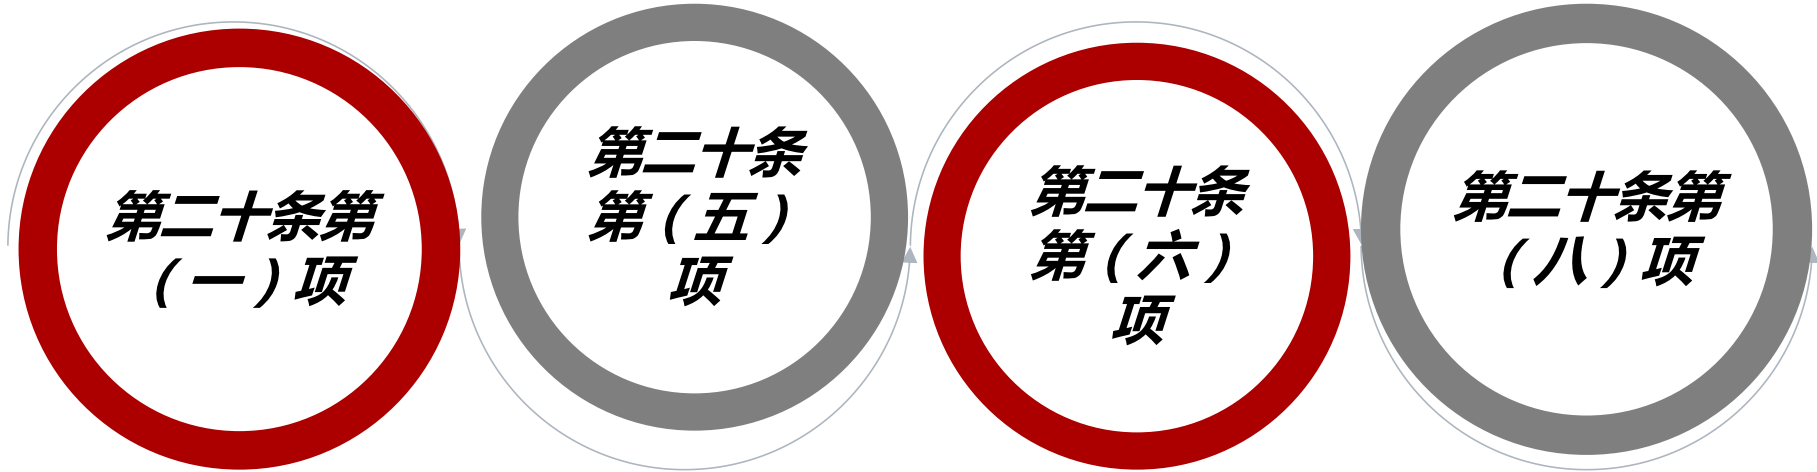 第二十条第
（一）项
第二十条
第（五）
项
第二十条
第（六）
项
第二十条第
（八）项